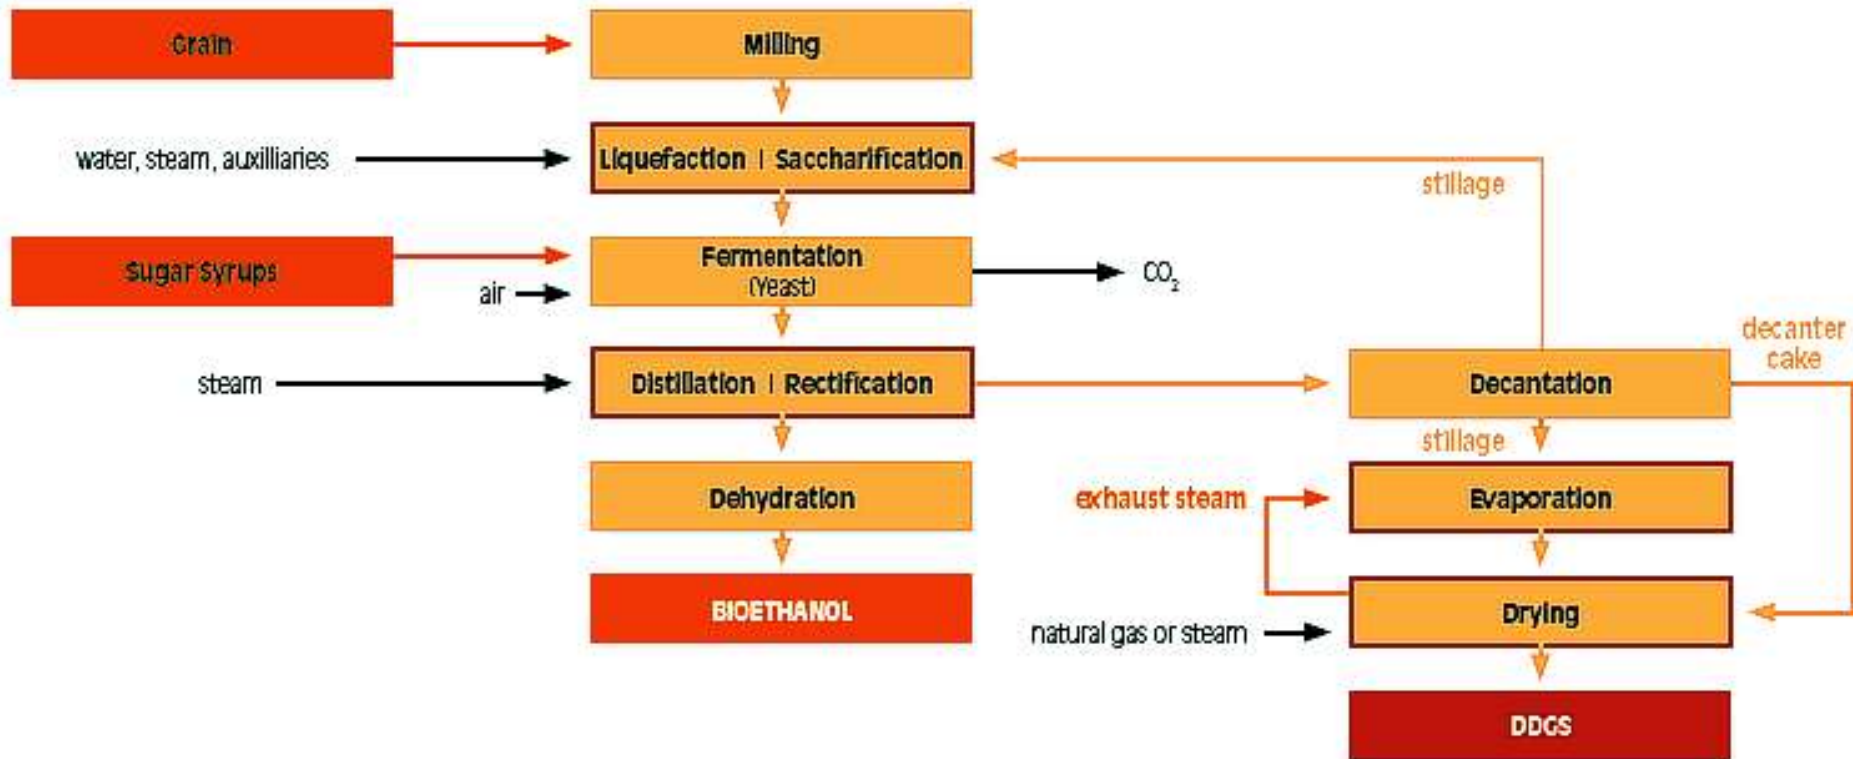 Grain
Milling
water, steam, auxilliaries
Liquefaction | Saccharification
stillage
Sugar Syrups
air
Fermentation
(Yeast)
CO₂
steam
Distillation | Rectification
Decantation
decanter
cake
stillage
Dehydration
exhaust steam
Evaporation
BIOETHANOL
natural gas or steam
Drying
DDGS